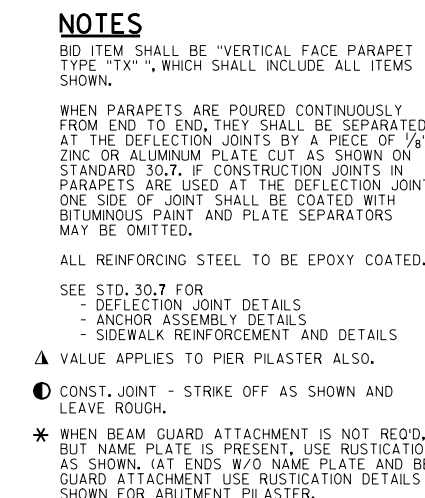 NOTES
BID ITEM SHALL BE "VERTICAL FACE PARAPET
TYPE "TX" ", WHICH SHALL INCLUDE ALL ITEMS
SHOWN.
WHEN PARAPETS ARE POURED CONTINUOUSLY
FROM END TO END, THEY SHALL BE SEPARATED
AT THE DEFLECTION JOINTS BY A PIECE OF 1/8"
ZINC OR ALUMINUM PLATE CUT AS SHOWN ON
STANDARD 30.7. IF CONSTRUCTION JOINTS IN
PARAPETS ARE USED AT THE DEFLECTION JOINT
ONE SIDE OF JOINT SHALL BE COATED WITH
BITUMINOUS PAINT AND PLATE SEPARATORS
MAY BE OMITTED.
ALL REINFORCING STEEL TO BE EPOXY COATED.
SEE STD. 30.7 FOR
- DEFLECTION JOINT DETAILS
- ANCHOR ASSEMBLY DETAILS
- SIDEWALK REINFORCEMENT AND DETAILS
VALUE APPLIES TO PIER PILASTER ALSO.
CONST. JOINT - STRIKE OFF AS SHOWN AND
LEAVE ROUGH.
* WHEN BEAM GUARD ATTACHMENT IS NOT REQ'D,
BUT NAME PLATE IS PRESENT, USE RUSTICATIO
AS SHOWN. (AT ENDS W/O NAME PLATE AND BE
GUARD ATTACHMENT USE RUSTICATION DETAILS
SHOWN FOR ABUTMENT PILASTER.